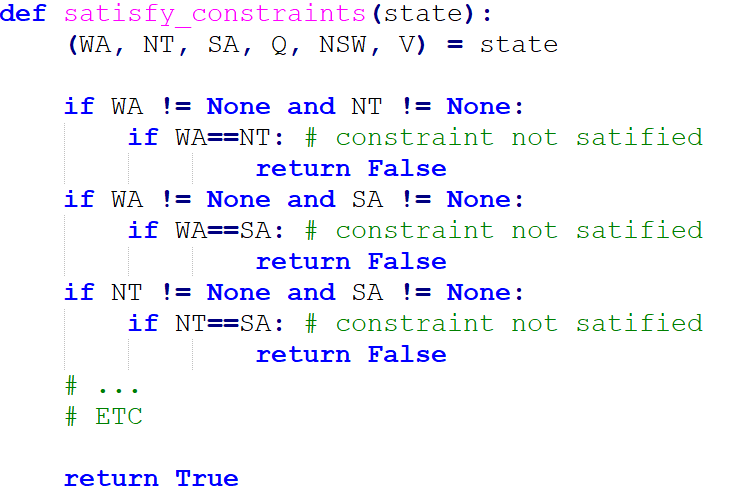 def satisfy_constraints(state):
    (WA, NT, SA, Q, NSW, V) = state
    if WA != None and NT != None:
        if WA==NT: # constraint not satified
                return False
    if WA != None and SA != None:
        if WA==SA: # constraint not satified
                return False
    if NT != None and SA != None:
        if NT==SA: # constraint not satified
                return False
    # ...
    # ETC
    return True